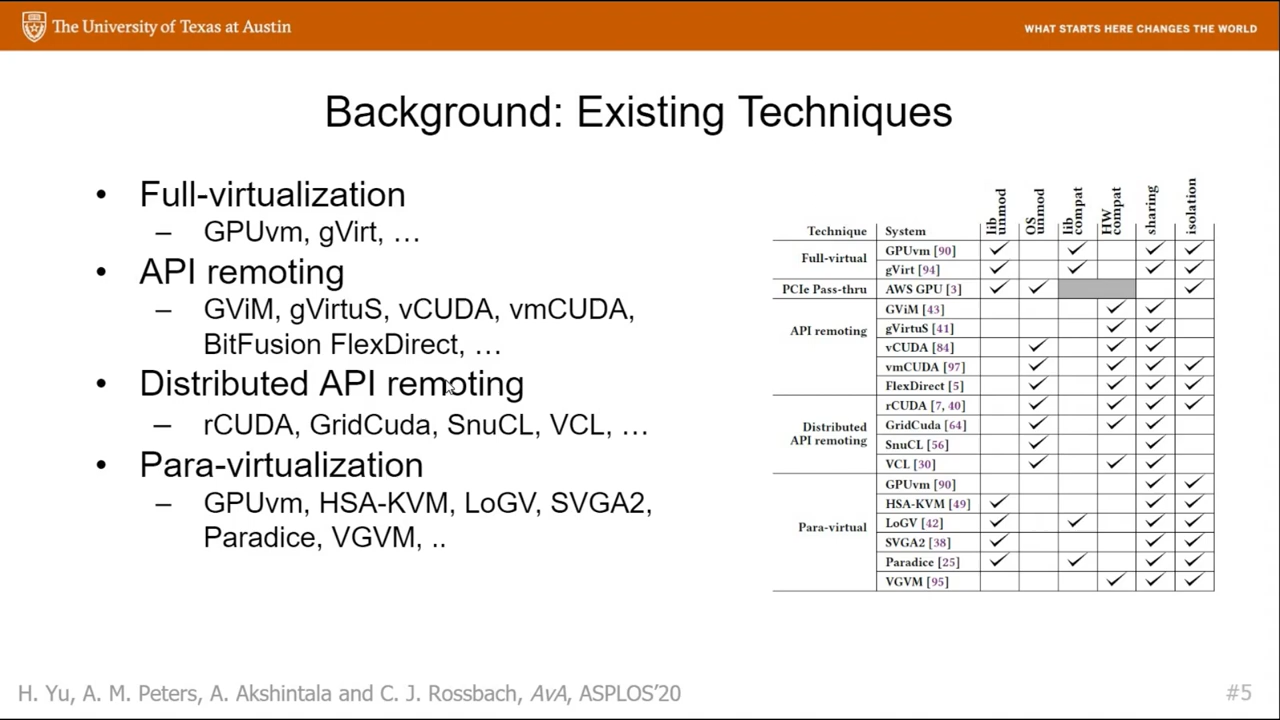 The University of Texas at Austin
WHAT STARTS HERE CHANGES THE WORLD
Background: Existing Techniques
• Full-virtualization
– GPUvm, gVirt, …
• API remoting
– GViM, gVirtuS, vCUDA, vmCUDA,
BitFusion FlexDirect, …
• Distributed API remoting
– rCUDA, GridCuda, SnuCL, VCL, …
• Para-virtualization
– GPUvm, HSA-KVM, LoGV, SVGA2,
Paradice, VGVM, ..
Technique System lib unmod OS unmod lib compat HW compat sharing isolation
Full-virtual GPUvm [90] ✓ ✓ ✓ ✓
gVirt [94] ✓ ✓ ✓ ✓
PCIe Pass-thru AWS GPU [3] ✓ ✓ ✓
API remoting GViM [43] ✓ ✓
gVirtuS [41] ✓ ✓
vCUDA [84] ✓ ✓ ✓
vmCUDA [97] ✓ ✓ ✓ ✓
FlexDirect [5] ✓ ✓ ✓ ✓
Distributed API remoting rCUDA [7, 40] ✓ ✓ ✓ ✓
GridCuda [64] ✓ ✓ ✓
SnuCL [56] ✓ ✓
VCL [30] ✓ ✓ ✓
Para-virtual GPUvm [90] ✓ ✓
HSA-KVM [49] ✓ ✓ ✓
LoGV [42] ✓ ✓ ✓ ✓
SVGA2 [38] ✓ ✓ ✓
Paradice [25] ✓ ✓ ✓ ✓
VGVM [95] ✓ ✓ ✓
H. Yu, A. M. Peters, A. Akshintala and C. J. Rossbach, AvA, ASPLOS'20
#5